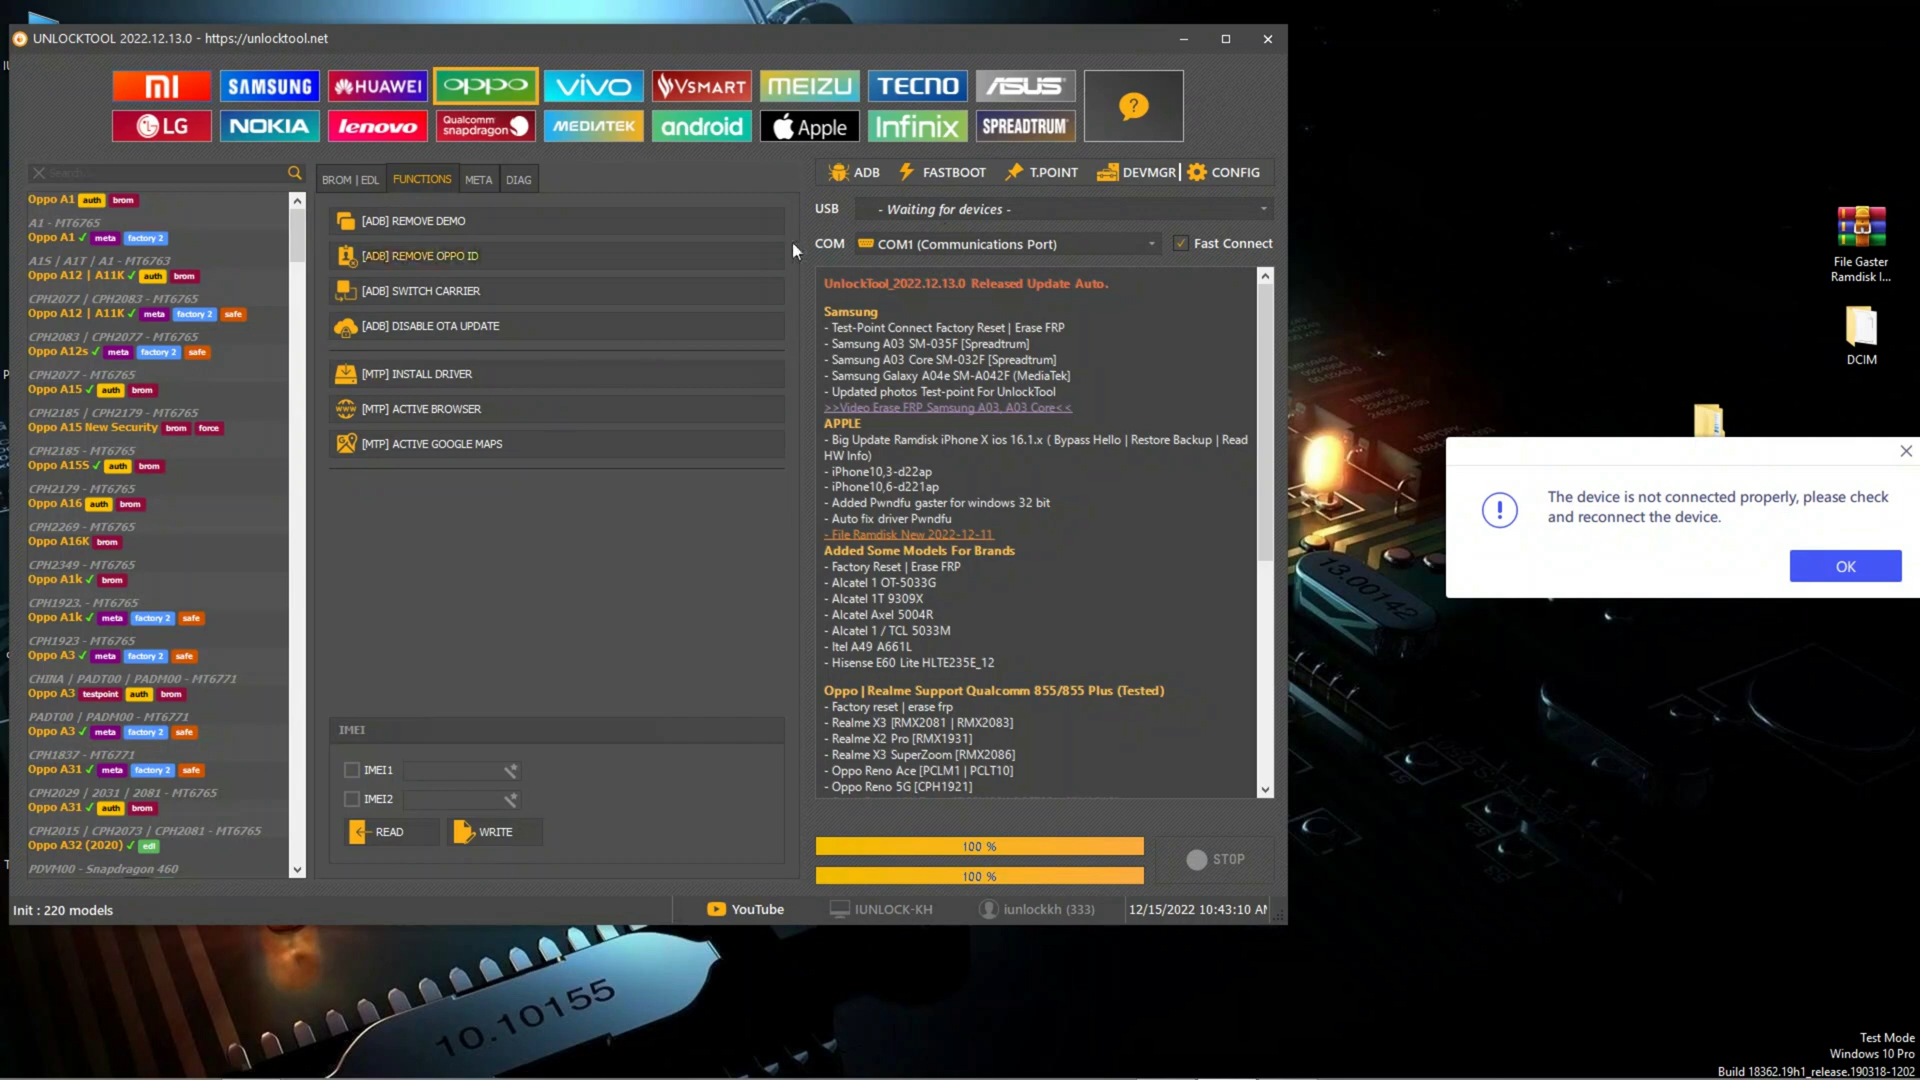 UNLOCKTOOL 2022.12.13.0 - https://unlocktool.net
mi
SAMSUNG
HUAWEI
oppo
vivo
VSMART
MEIZU
TECNO
ASUS
?
LG
NOKIA
lenovo
Qualcomm
snapdragon
MEDIATEK
android
Apple
Infinix
SPREADTRUM
Search...
Oppo A1 auth brom
A1 - MT6765
Oppo A1 ✓ meta factory 2
A1S | A1T | A1 - MT6763
Oppo A12 | A11K ✓ auth brom
CPH2077 | CPH2083 - MT6765
Oppo A12 | A11K ✓ meta factory 2 safe
CPH2083 | CPH2077 - MT6765
Oppo A12s ✓ meta factory 2 safe
CPH2077 - MT6765
Oppo A15 ✓ auth brom
CPH2185 | CPH2179 - MT6765
Oppo A15 New Security brom force
CPH2185 - MT6765
Oppo A15S ✓ auth brom
CPH2179 - MT6765
Oppo A16 auth brom
CPH2269 - MT6765
Oppo A16K brom
CPH2349 - MT6765
Oppo A1k ✓ brom
CPH1923. - MT6765
Oppo A1k ✓ meta factory 2 safe
CPH1923 - MT6765
Oppo A3 ✓ meta factory 2 safe
CHINA | PADT00 | PADM00 - MT6771
Oppo A3 testpoint auth brom
PADT00 | PADM00 - MT6771
Oppo A3 ✓ meta factory 2 safe
CPH1837 - MT6771
Oppo A31 ✓ meta factory 2 safe
CPH2029 | 2031 | 2081 - MT6765
Oppo A31 ✓ auth brom
CPH2015 | CPH2073 | CPH2081 - MT6765
Oppo A32 (2020) ✓ edl
PDVM00 - Snapdragon 460
BROM | EDL
FUNCTIONS
META
DIAG
[ADB] REMOVE DEMO
[ADB] REMOVE OPPO ID
[ADB] SWITCH CARRIER
[ADB] DISABLE OTA UPDATE
[MTP] INSTALL DRIVER
[MTP] ACTIVE BROWSER
[MTP] ACTIVE GOOGLE MAPS
IMEI
IMEI1
IMEI2
READ
WRITE
ADB
FASTBOOT
T.POINT
DEVMGR
CONFIG
USB - Waiting for devices -
COM COM1 (Communications Port) Fast Connect
UnlockTool_2022.12.13.0 Released Update Auto.
Samsung
- Test-Point Connect Factory Reset | Erase FRP
- Samsung A03 SM-035F [Spreadtrum]
- Samsung A03 Core SM-032F [Spreadtrum]
- Samsung Galaxy A04e SM-A042F (MediaTek]
- Updated photos Test-point For UnlockTool
>>Video Erase FRP Samsung A03, A03 Core<<
APPLE
- Big Update Ramdisk iPhone X ios 16.1.x ( Bypass Hello | Restore Backup | Read
HW Info)
- iPhone10,3-d22ap
- iPhone10,6-d221ap
- Added Pwndfu gaster for windows 32 bit
- Auto fix driver Pwndfu
- File Ramdisk New 2022-12-11
Added Some Models For Brands
- Factory Reset | Erase FRP
- Alcatel 1 OT-5033G
- Alcatel 1T 9309X
- Alcatel Axel 5004R
- Alcatel 1 / TCL 5033M
- Itel A49 A661L
- Hisense E60 Lite HLTE235E_12
Oppo | Realme Support Qualcomm 855/855 Plus (Tested)
- Factory reset | erase frp
- Realme X3 [RMX2081 | RMX2083]
- Realme X2 Pro [RMX1931]
- Realme X3 SuperZoom [RMX2086]
- Oppo Reno Ace [PCLM1 | PCLT10]
- Oppo Reno 5G [CPH1921]
100 %
100 %
STOP
Init : 220 models
YouTube
IUNLOCK-KH
iunlockkh (333)
12/15/2022 10:43:10 A
File Gaster
Ramdisk I...
DCIM
The device is not connected properly, please check
and reconnect the device.
OK
13.00142
10.10155
Test Mode
Windows 10 Pro
Build 18362.19h1_release.190318-1202